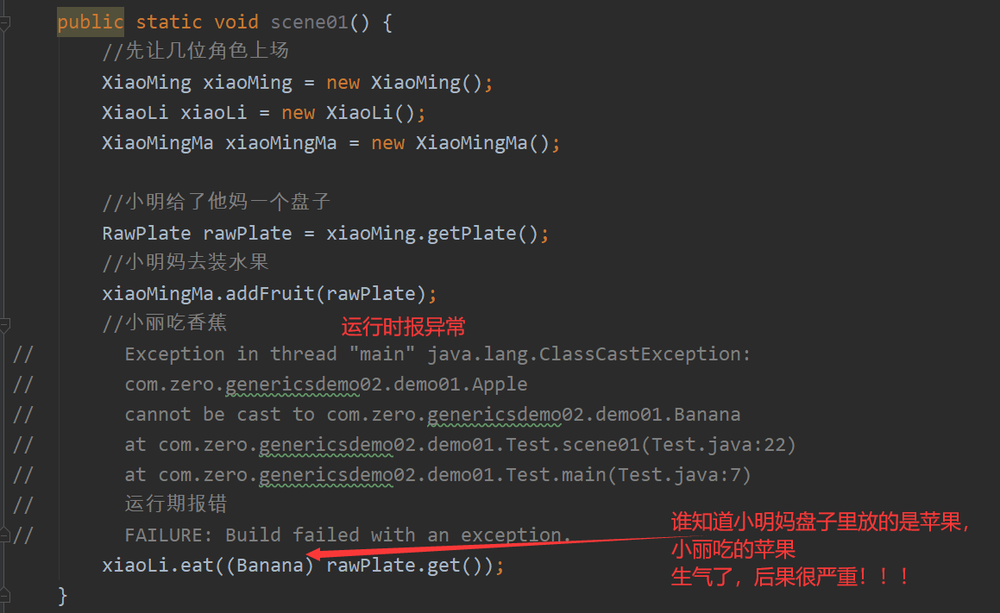 public static void scene01() {
//先让几位角色上场
XiaoMing xiaoMing = new XiaoMing();
XiaoLi xiaoLi = new XiaoLi();
XiaoMingMa xiaoMingMa = new XiaoMingMa();
//小明给了他妈一个盘子
RawPlate rawPlate = xiaoMing.getPlate();
//小明妈去装水果
xiaoMingMa.addFruit(rawPlate);
//小丽吃香蕉
运行时报异常
// Exception in thread "main" java.lang.ClassCastException:
// com.zero.genericsdemo02.demo01.Apple
// cannot be cast to com.zero.genericsdemo02.demo01.Banana
// at com.zero.genericsdemo02.demo01.Test.scene01(Test.java:22)
// at com.zero.genericsdemo02.demo01.Test.main(Test.java:7)
// 运行期报错
// FAILURE: Build failed with an exception.
谁知道小明妈盘子里放的是苹果，
小丽吃的苹果
生气了，后果很严重！！！
xiaoLi.eat((Banana) rawPlate.get());
}